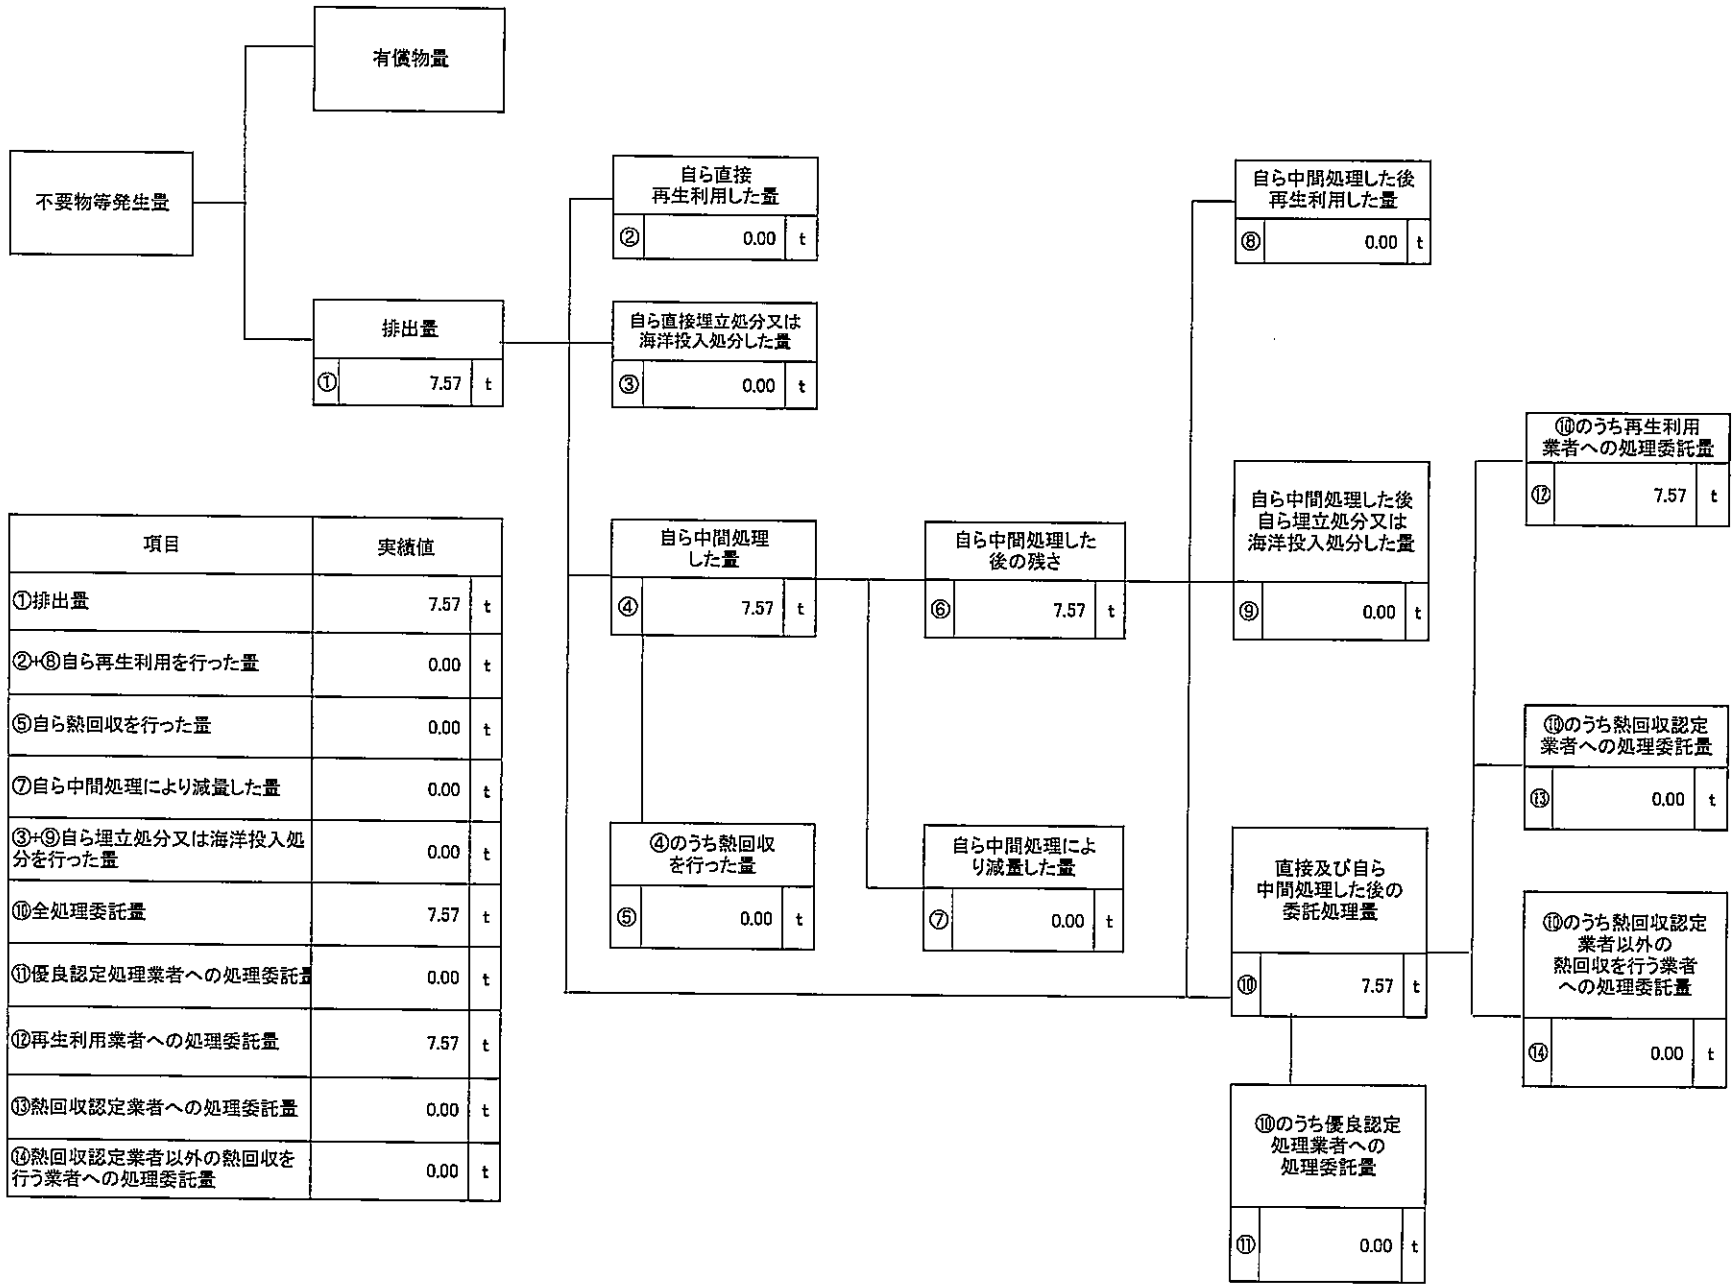 有償物量
不要物等発生量
排出量
① 7.57 t
自ら直接
再生利用した量
② 0.00 t
自ら直接埋立処分又は
海洋投入処分した量
③ 0.00 t
自ら中間処理
した量
④ 7.57 t
④のうち熱回収
を行った量
⑤ 0.00 t
自ら中間処理した
後の残さ
⑥ 7.57 t
自ら中間処理によ
り減量した量
⑦ 0.00 t
自ら中間処理した後
再生利用した量
⑧ 0.00 t
自ら中間処理した後
自ら埋立処分又は
海洋投入処分した量
⑨ 0.00 t
直接及び自ら
中間処理した後の
委託処理量
⑩ 7.57 t
⑩のうち優良認定
処理業者への
処理委託量
⑪ 0.00 t
⑩のうち再生利用
業者への処理委託量
⑫ 7.57 t
⑩のうち熱回収認定
業者への処理委託量
⑬ 0.00 t
⑩のうち熱回収認定
業者以外の
熱回収を行う業者
への処理委託量
⑭ 0.00 t
項目 実績値
①排出量 7.57 t
②+⑧自ら再生利用を行った量 0.00 t
⑤自ら熱回収を行った量 0.00 t
⑦自ら中間処理により減量した量 0.00 t
③+⑨自ら埋立処分又は海洋投入処
分を行った量 0.00 t
⑩全処理委託量 7.57 t
⑪優良認定処理業者への処理委託量 0.00 t
⑫再生利用業者への処理委託量 7.57 t
⑬熱回収認定業者への処理委託量 0.00 t
⑭熱回収認定業者以外の熱回収を
行う業者への処理委託量 0.00 t